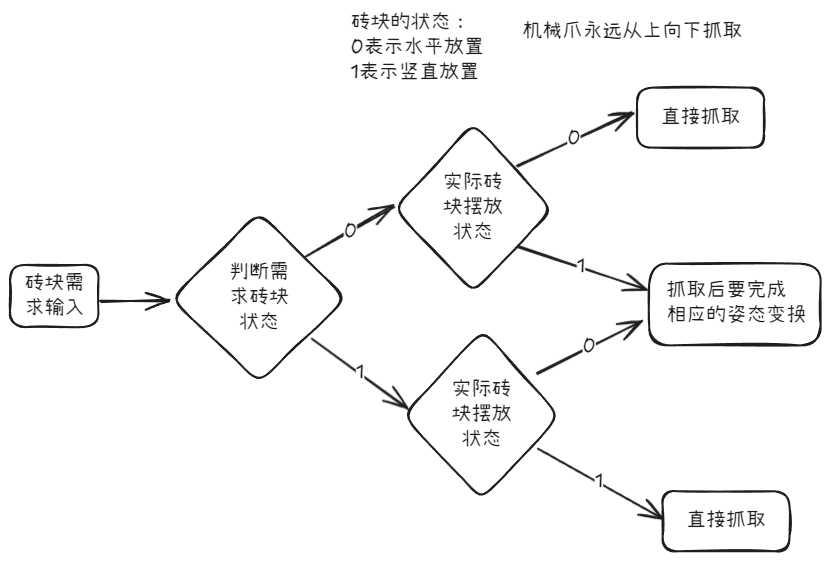 砖块的状态：
0表示水平放置
1表示竖直放置
机械爪永远从上向下抓取
直接抓取
0
实际砖
块摆放
状态
0
1
判断需
求砖块
状态
砖块需
求输入
抓取后要完成
相应的姿态变换
0
1
实际砖
块摆放
状态
1
直接抓取